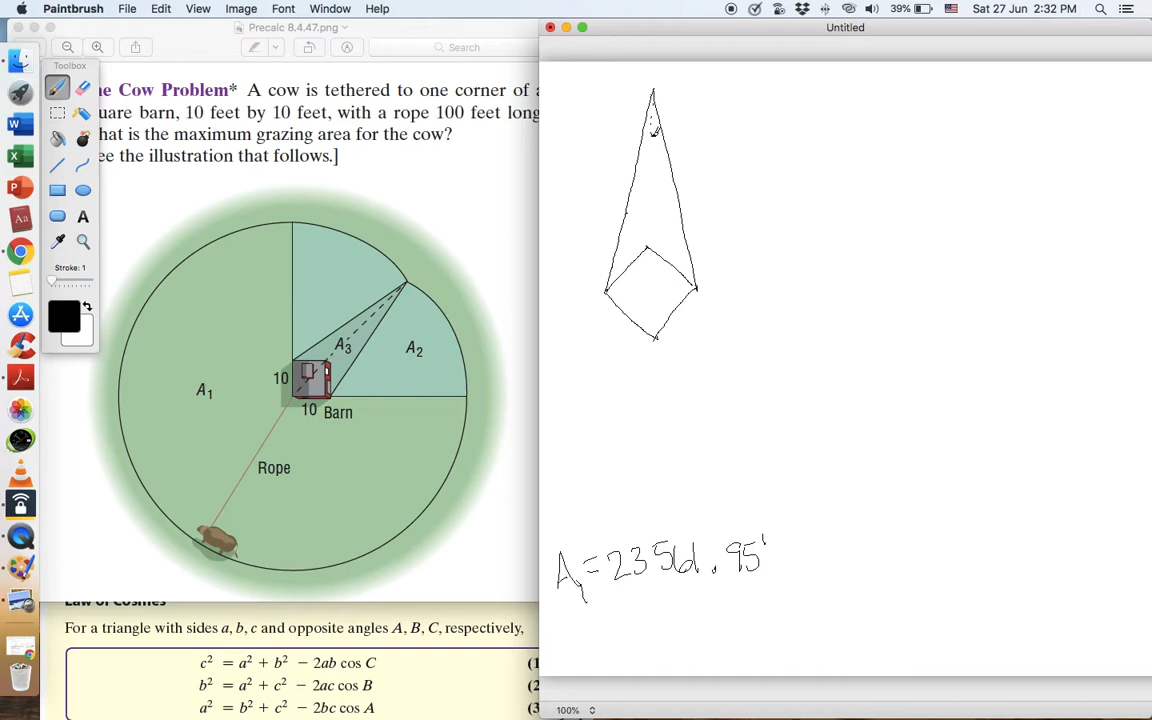 Paintbrush File Edit View Image Font Window Help 39% Sat 27 Jun 2:32 PM
Precalc 8.4.47.png
Untitled
Search
Toolbox
Stroke: 1
he Cow Problem* A cow is tethered to one corner of a
uare barn, 10 feet by 10 feet, with a rope 100 feet long
hat is the maximum grazing area for the cow?
ee the illustration that follows.]
A3
A2
10
A1
10 Barn
Rope
A1 = 2356.95'
Law of Cosines
For a triangle with sides a, b, c and opposite angles A, B, C, respectively,
c² = a² + b² − 2ab cos C (1
b² = a² + c² − 2ac cos B (2
a² = b² + c² − 2bc cos A (3
100%